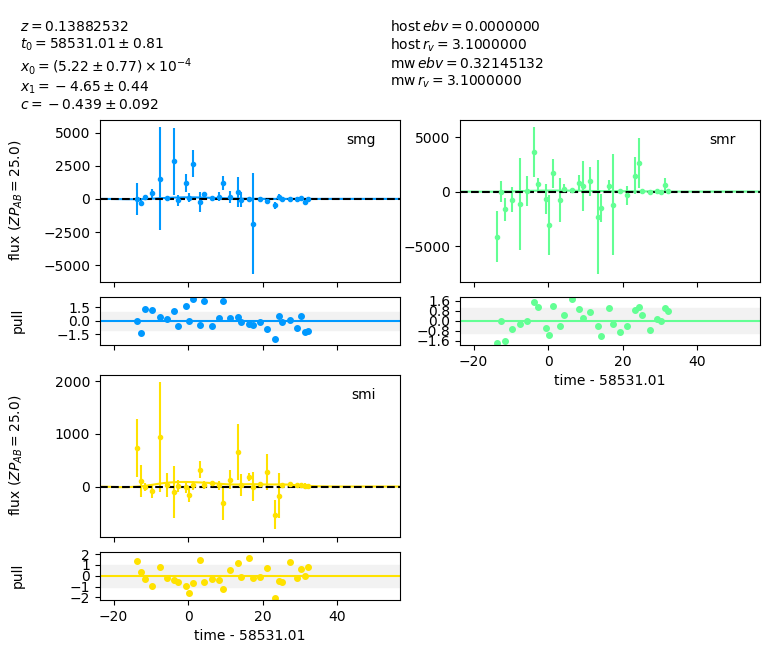 z = 0.13882532
t₀ = 58531.01 ± 0.81
x₀ = (5.22 ± 0.77) × 10⁻⁴
x₁ = −4.65 ± 0.44
c = −0.439 ± 0.092
host ebv = 0.0000000
host r_v = 3.1000000
mw ebv = 0.32145132
mw r_v = 3.1000000
flux (ZP_AB = 25.0)
5000
2500
0
−2500
−5000
smg
5000
0
−5000
smr
pull
1.5
0.0
−1.5
1.6
0.8
0.0
−0.8
−1.6
−20
0
20
40
time - 58531.01
flux (ZP_AB = 25.0)
2000
1000
0
smi
pull
2
1
0
−1
−2
−20
0
20
40
time - 58531.01